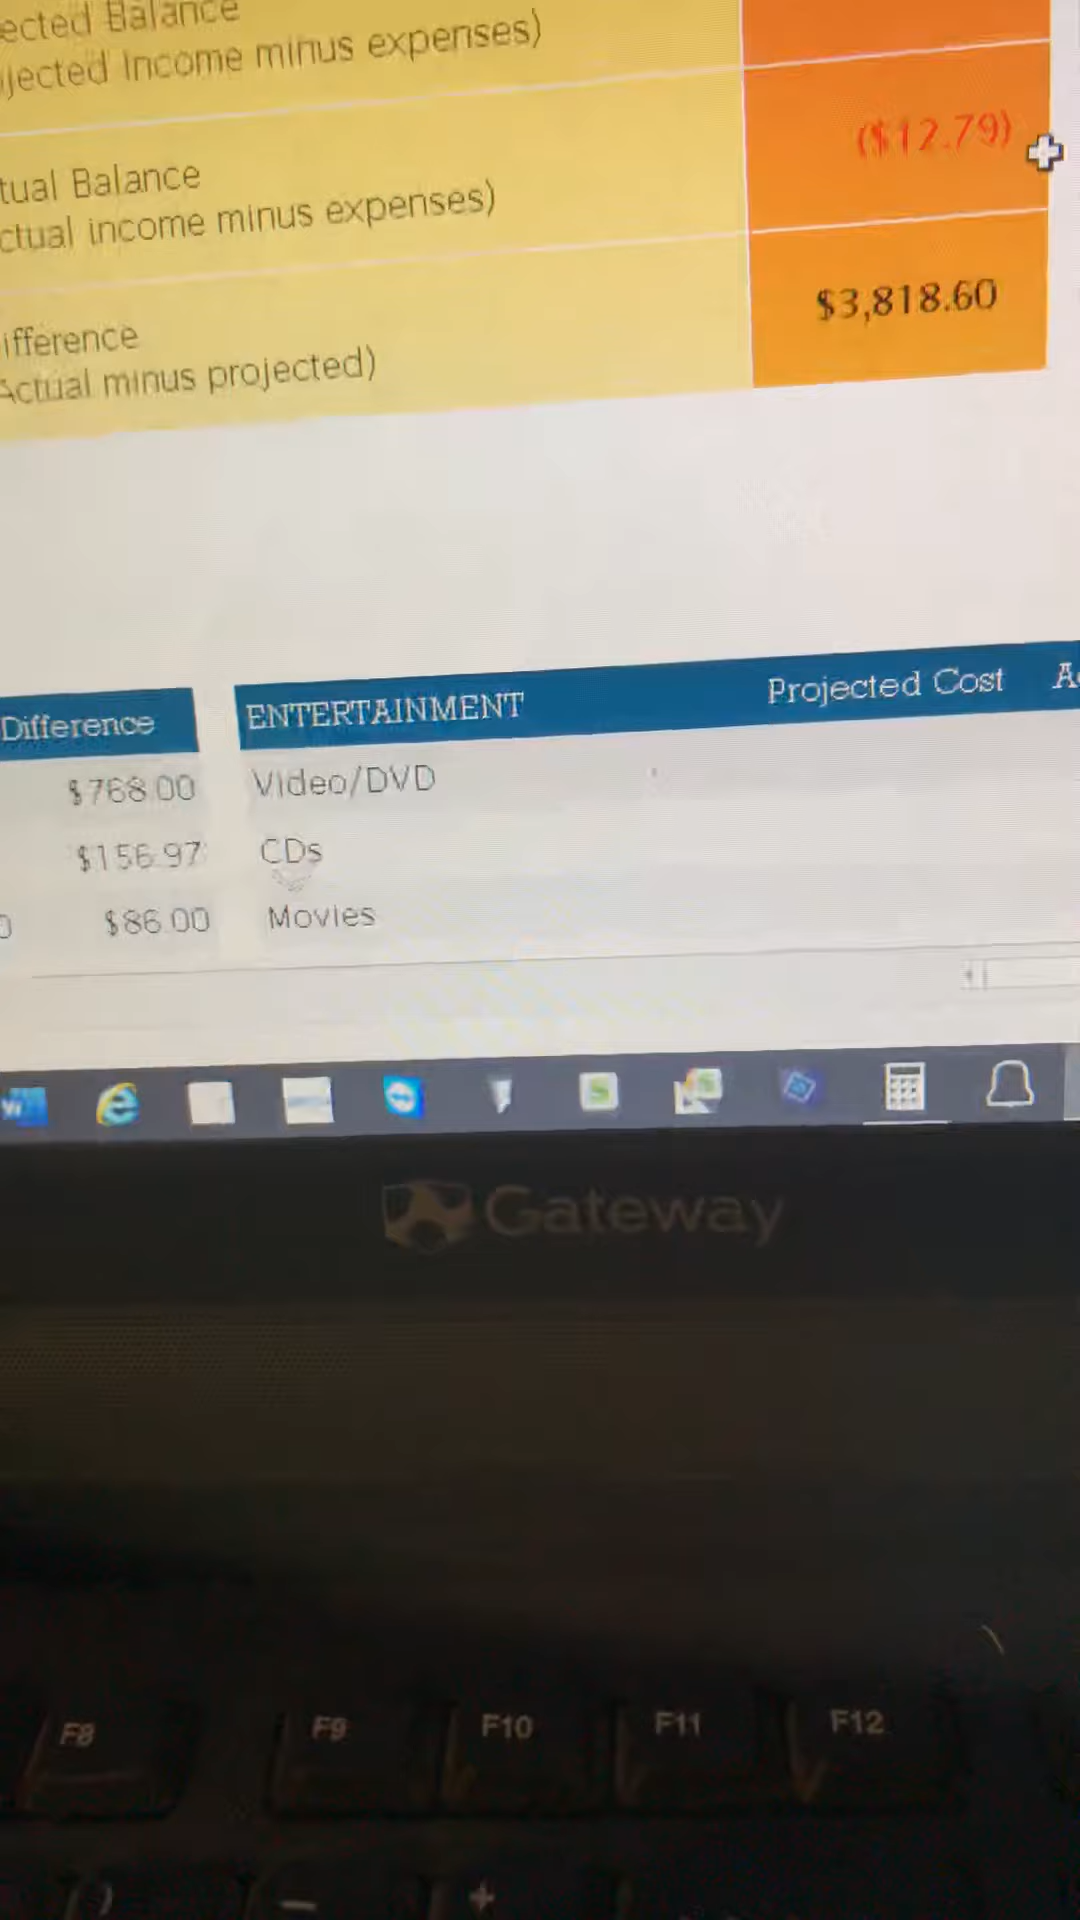 ected Balance
jected Income minus expenses)
($12.79)
tual Balance
ctual income minus expenses)
$3,818.60
ifference
Actual minus projected)
Difference
ENTERTAINMENT Projected Cost
$768.00 Video/DVD
$156.97 CDs
$86.00 Movies
Gateway
F8 F9 F10 F11 F12
) - +